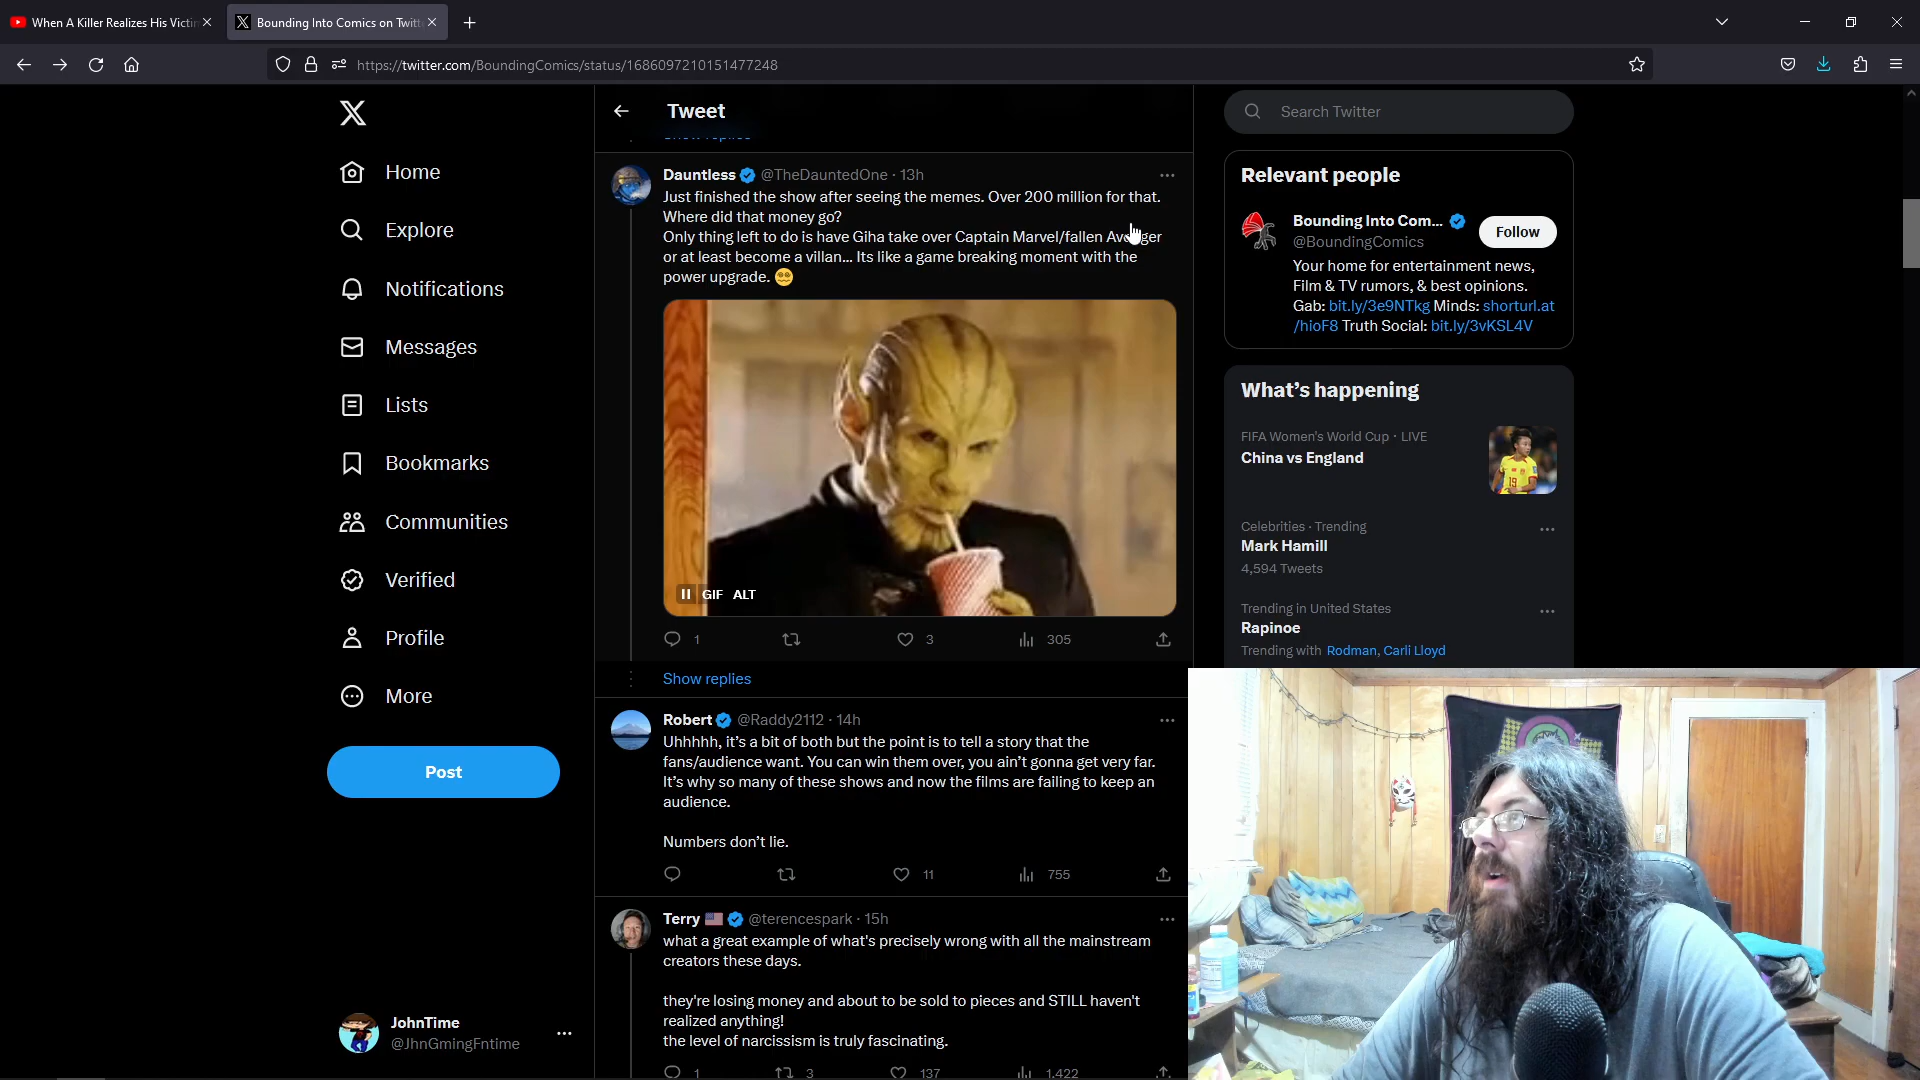 When A Killer Realizes His Victi
Bounding Into Comics on Twitt
https://twitter.com/BoundingComics/status/1686097210151477248
Home
Explore
Notifications
Messages
Lists
Bookmarks
Communities
Verified
Profile
More
Post
JohnTime
@JhnGmingFntime
Tweet
Show replies
Dauntless @TheDauntedOne · 13h
Just finished the show after seeing the memes. Over 200 million for that.
Where did that money go?
Only thing left to do is have Giha take over Captain Marvel/fallen Avenger
or at least become a villan... Its like a game breaking moment with the
power upgrade. 😵‍💫
GIF ALT
1 3 305
Show replies
Robert @Raddy2112 · 14h
Uhhhhh, it's a bit of both but the point is to tell a story that the
fans/audience want. You can win them over, you ain't gonna get very far.
It's why so many of these shows and now the films are failing to keep an
audience.
Numbers don't lie.
11 755
Terry 🇺🇸 @terencespark · 15h
what a great example of what's precisely wrong with all the mainstream
creators these days.
they're losing money and about to be sold to pieces and STILL haven't
realized anything!
the level of narcissism is truly fascinating.
1 3 137 1,422
Search Twitter
Relevant people
Bounding Into Com...
@BoundingComics
Follow
Your home for entertainment news,
Film & TV rumors, & best opinions.
Gab: bit.ly/3e9NTkg Minds: shorturl.at
/hioF8 Truth Social: bit.ly/3vKSL4V
What's happening
FIFA Women's World Cup · LIVE
China vs England
Celebrities · Trending
Mark Hamill
4,594 Tweets
Trending in United States
Rapinoe
Trending with Rodman, Carli Lloyd